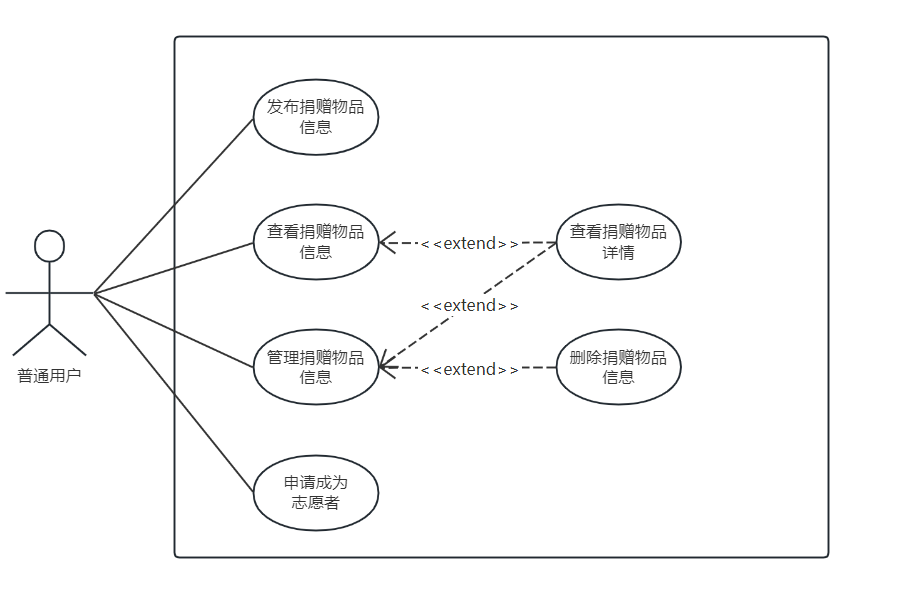 发布捐赠物品
信息
查看捐赠物品
信息
<<extend>>
查看捐赠物品
详情
<<extend>>
管理捐赠物品
信息
<<extend>>
删除捐赠物品
信息
普通用户
申请成为
志愿者